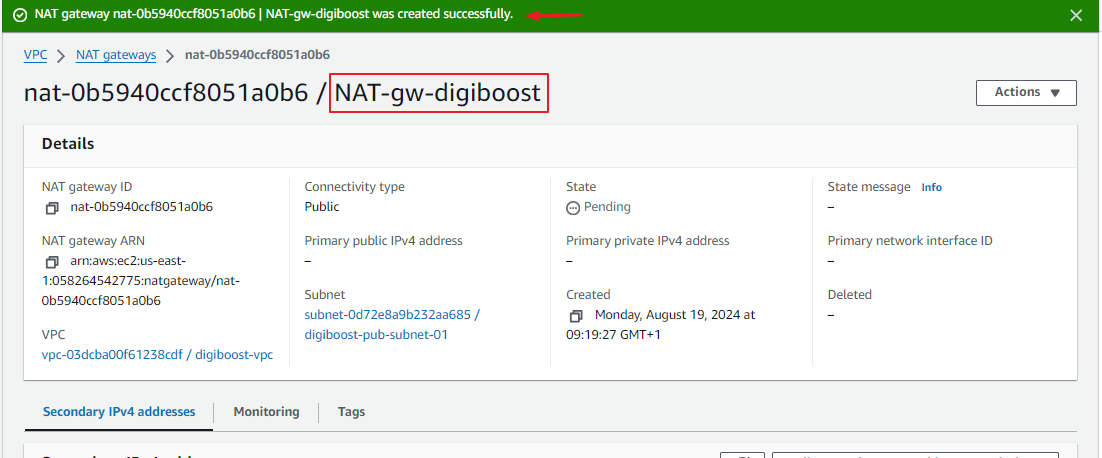 NAT gateway nat-0b5940ccf8051a0b6 | NAT-gw-digiboost was created successfully.
VPC > NAT gateways > nat-0b5940ccf8051a0b6
nat-0b5940ccf8051a0b6 / NAT-gw-digiboost
Actions
Details
NAT gateway ID
nat-0b5940ccf8051a0b6
Connectivity type
Public
State
Pending
State message Info
–
NAT gateway ARN
arn:aws:ec2:us-east-
1:058264542775:natgateway/nat-
0b5940ccf8051a0b6
Primary public IPv4 address
–
Primary private IPv4 address
–
Primary network interface ID
–
VPC
vpc-03dcba00f61238cdf / digiboost-vpc
Subnet
subnet-0d72e8a9b232aa685 /
digiboost-pub-subnet-01
Created
Monday, August 19, 2024 at
09:19:27 GMT+1
Deleted
–
Secondary IPv4 addresses
Monitoring
Tags